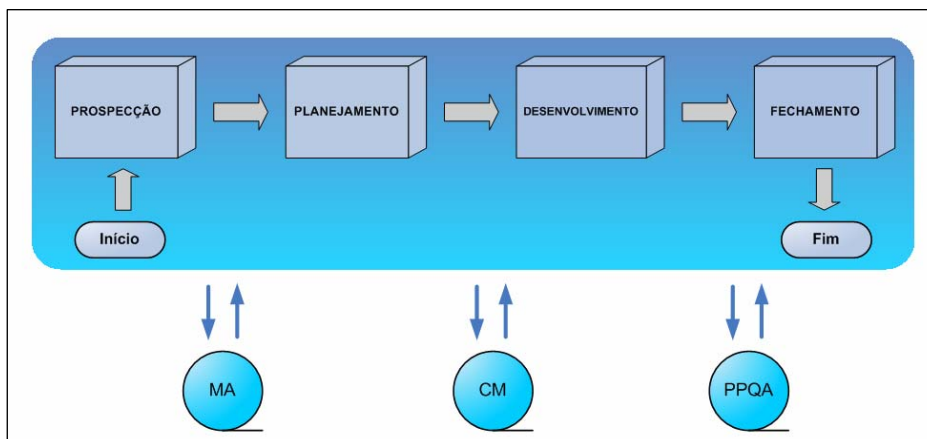 PROSPECÇÃO
PLANEJAMENTO
DESENVOLVIMENTO
FECHAMENTO
Início
Fim
MA
CM
PPQA